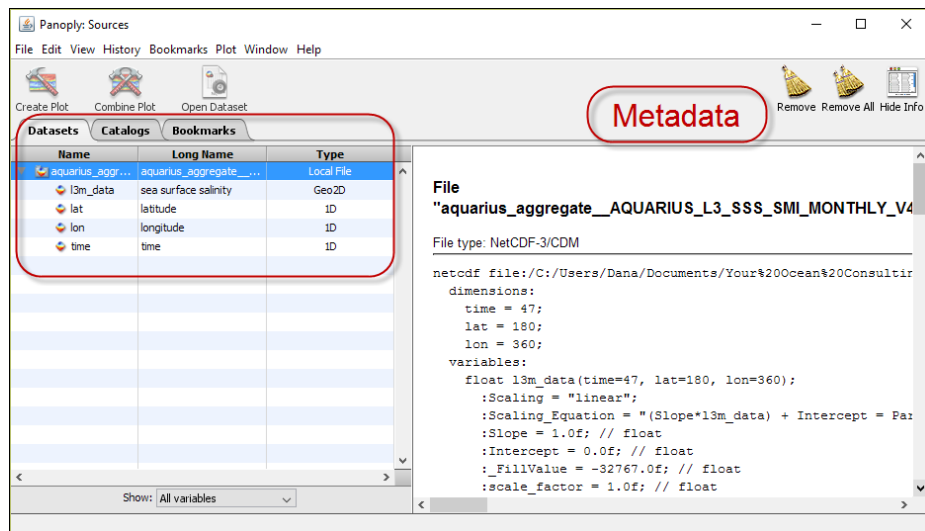 Panoply: Sources
File Edit View History Bookmarks Plot Window Help
Create Plot Combine Plot Open Dataset
Remove Remove All Hide Info
Metadata
Datasets Catalogs Bookmarks
Name Long Name Type
aquarius_aggr... aquarius_aggregate__... Local File
l3m_data sea surface salinity Geo2D
lat latitude 1D
lon longitude 1D
time time 1D
Show: All variables
File
"aquarius_aggregate__AQUARIUS_L3_SSS_SMI_MONTHLY_V4
File type: NetCDF-3/CDM
netcdf file:/C:/Users/Dana/Documents/Your%20Ocean%20Consultin
dimensions:
time = 47;
lat = 180;
lon = 360;
variables:
float l3m_data(time=47, lat=180, lon=360);
:Scaling = "linear";
:Scaling_Equation = "(Slope*l3m_data) + Intercept = Par
:Slope = 1.0f; // float
:Intercept = 0.0f; // float
:_FillValue = -32767.0f; // float
:scale_factor = 1.0f; // float